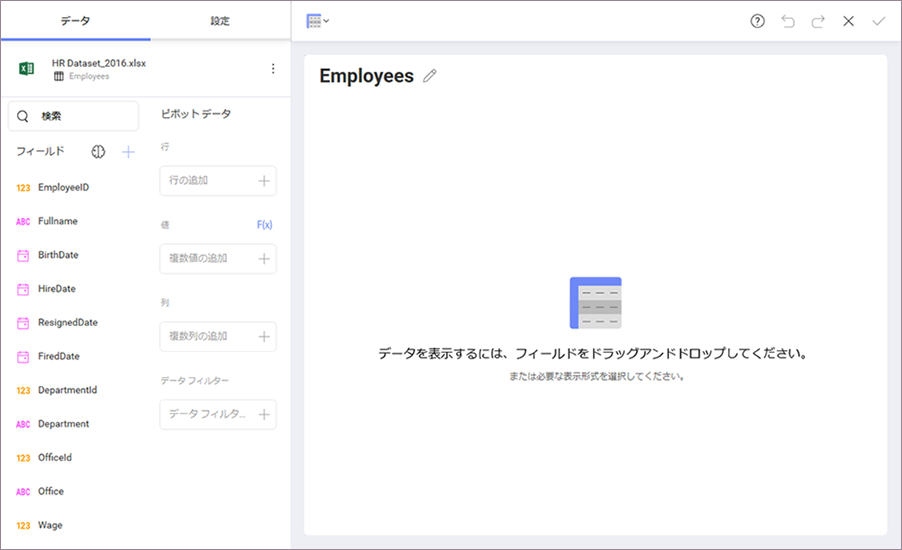 データ
設定
HR Dataset_2016.xlsx
Employees
検索
フィールド
123 EmployeeID
ABC Fullname
BirthDate
HireDate
ResignedDate
FiredDate
123 DepartmentId
ABC Department
123 OfficeId
ABC Office
123 Wage
ピボット データ
行
行の追加
値 F(x)
複数値の追加
列
複数列の追加
データ フィルター
データ フィルタ...
Employees
データを表示するには、フィールドをドラッグアンドドロップしてください。
または必要な表示形式を選択してください。